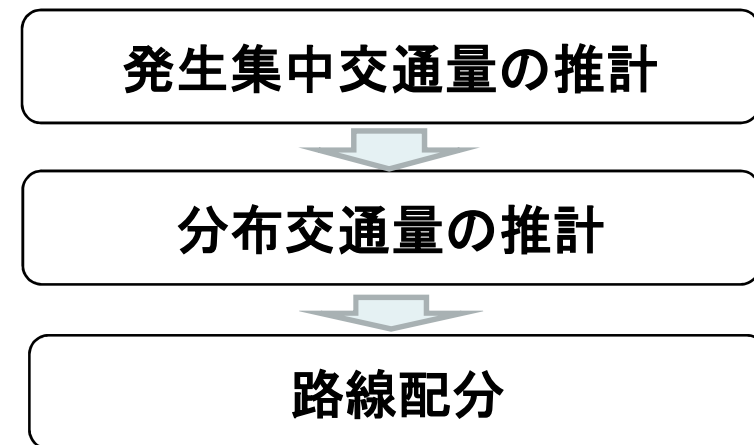 発生集中交通量の推計
分布交通量の推計
路線配分